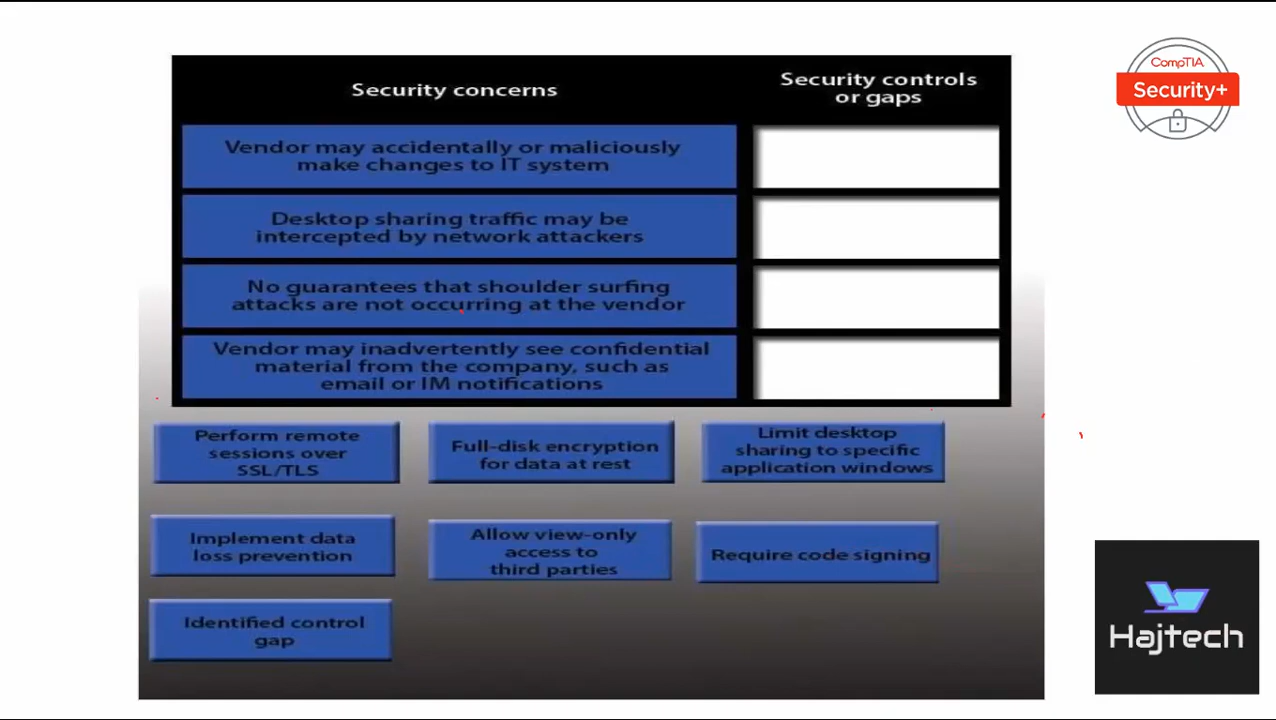 CompTIA
Security+
Security concerns
Security controls
or gaps
Vendor may accidentally or maliciously
make changes to IT system
Desktop sharing traffic may be
intercepted by network attackers
No guarantees that shoulder surfing
attacks are not occurring at the vendor
Vendor may inadvertently see confidential
material from the company, such as
email or IM notifications
Perform remote
sessions over
SSL/TLS
Full-disk encryption
for data at rest
Limit desktop
sharing to specific
application windows
Implement data
loss prevention
Allow view-only
access to
third parties
Require code signing
Identified control
gap
Hajtech